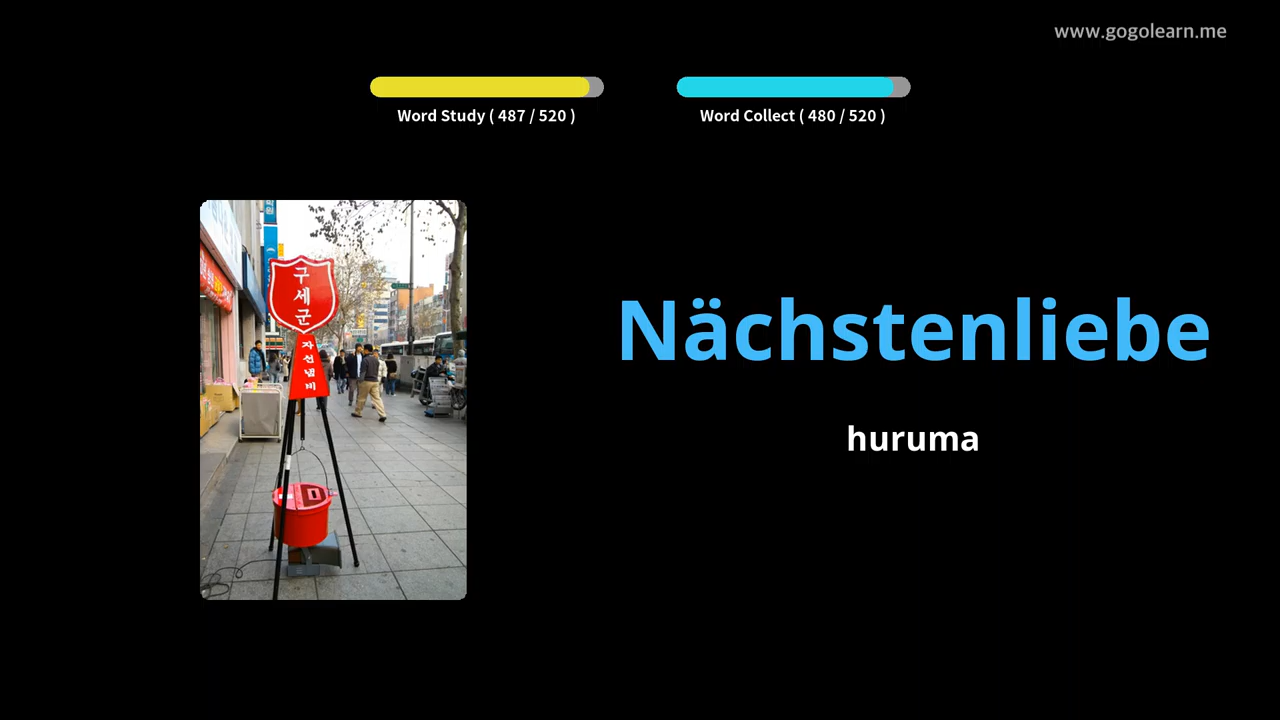 www.gogolearn.me
Word Study ( 487 / 520 )
Word Collect ( 480 / 520 )
구
세
군
자
선
냄
비
Nächstenliebe
huruma